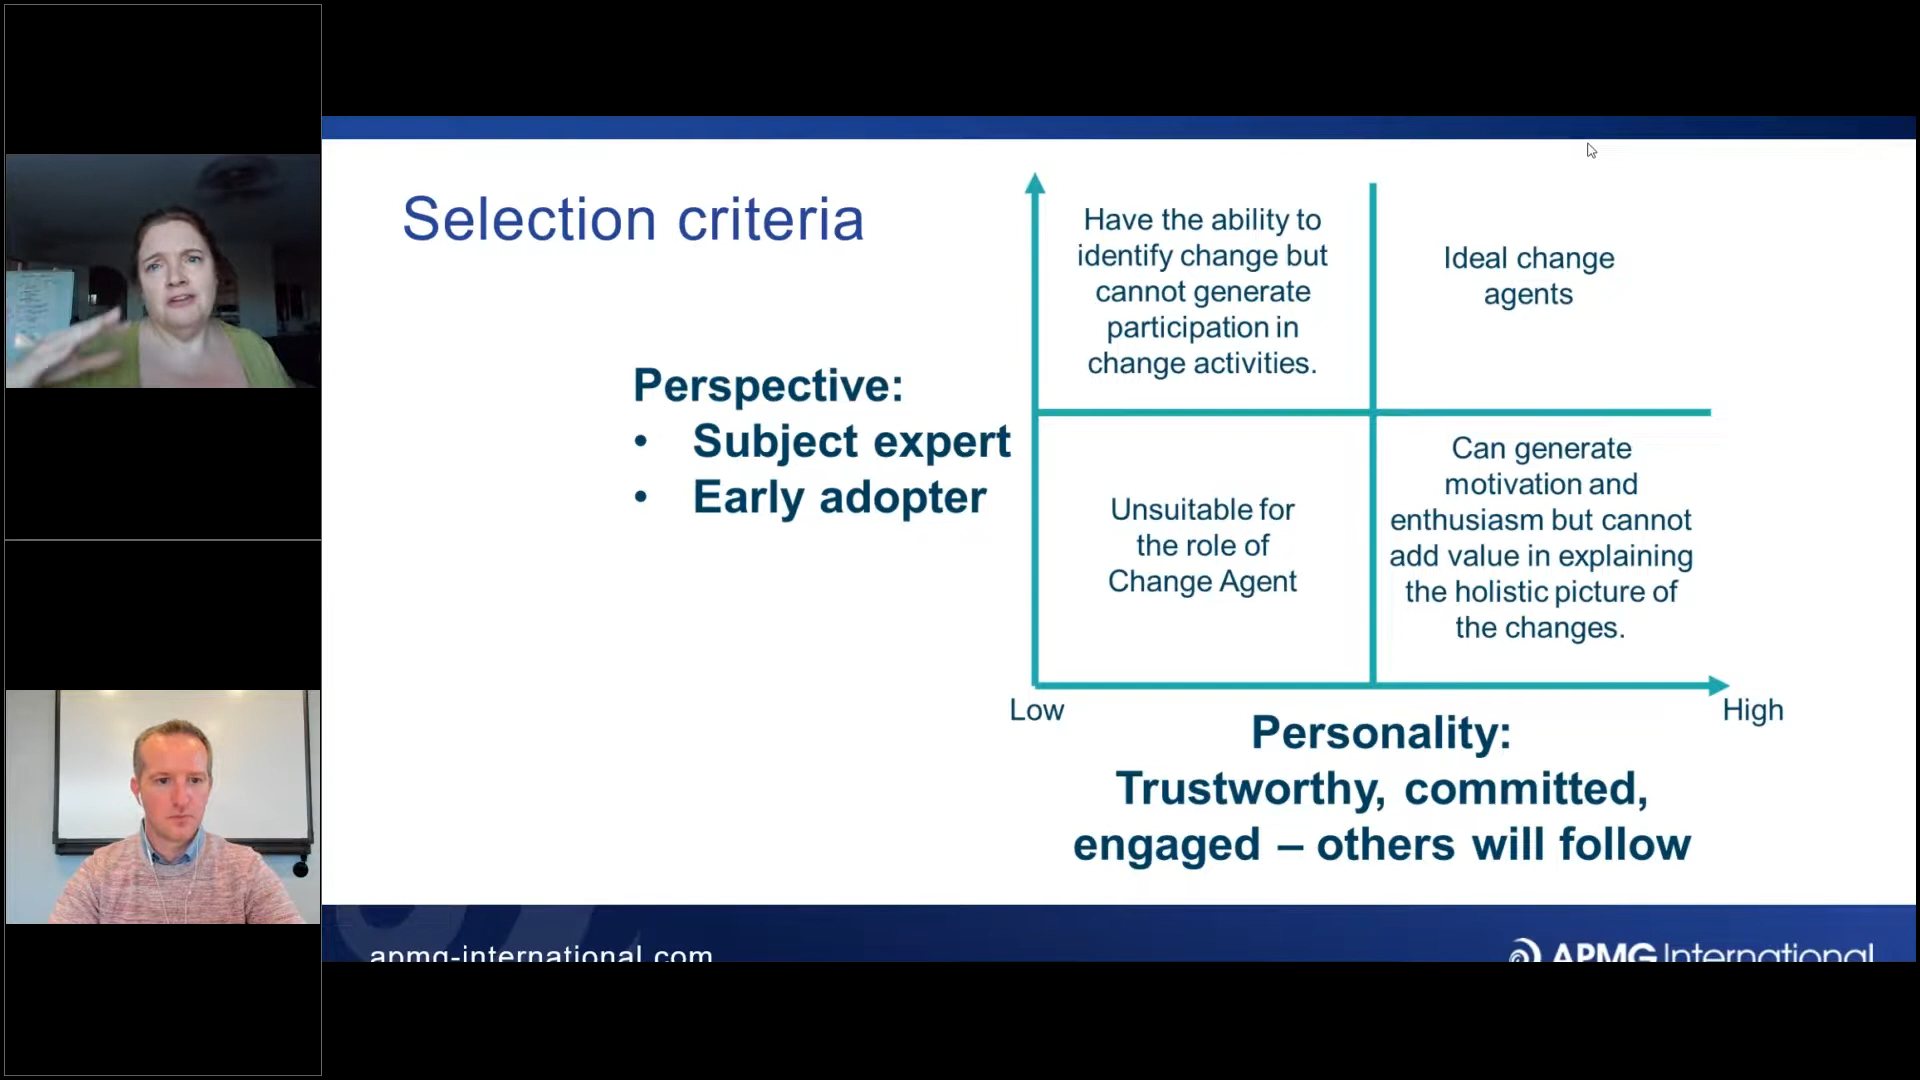 Selection criteria
Perspective:
• Subject expert
• Early adopter
Have the ability to
identify change but
cannot generate
participation in
change activities.
Ideal change
agents
Unsuitable for
the role of
Change Agent
Can generate
motivation and
enthusiasm but cannot
add value in explaining
the holistic picture of
the changes.
Low
High
Personality:
Trustworthy, committed,
engaged – others will follow
apmg-international.com
APMG International